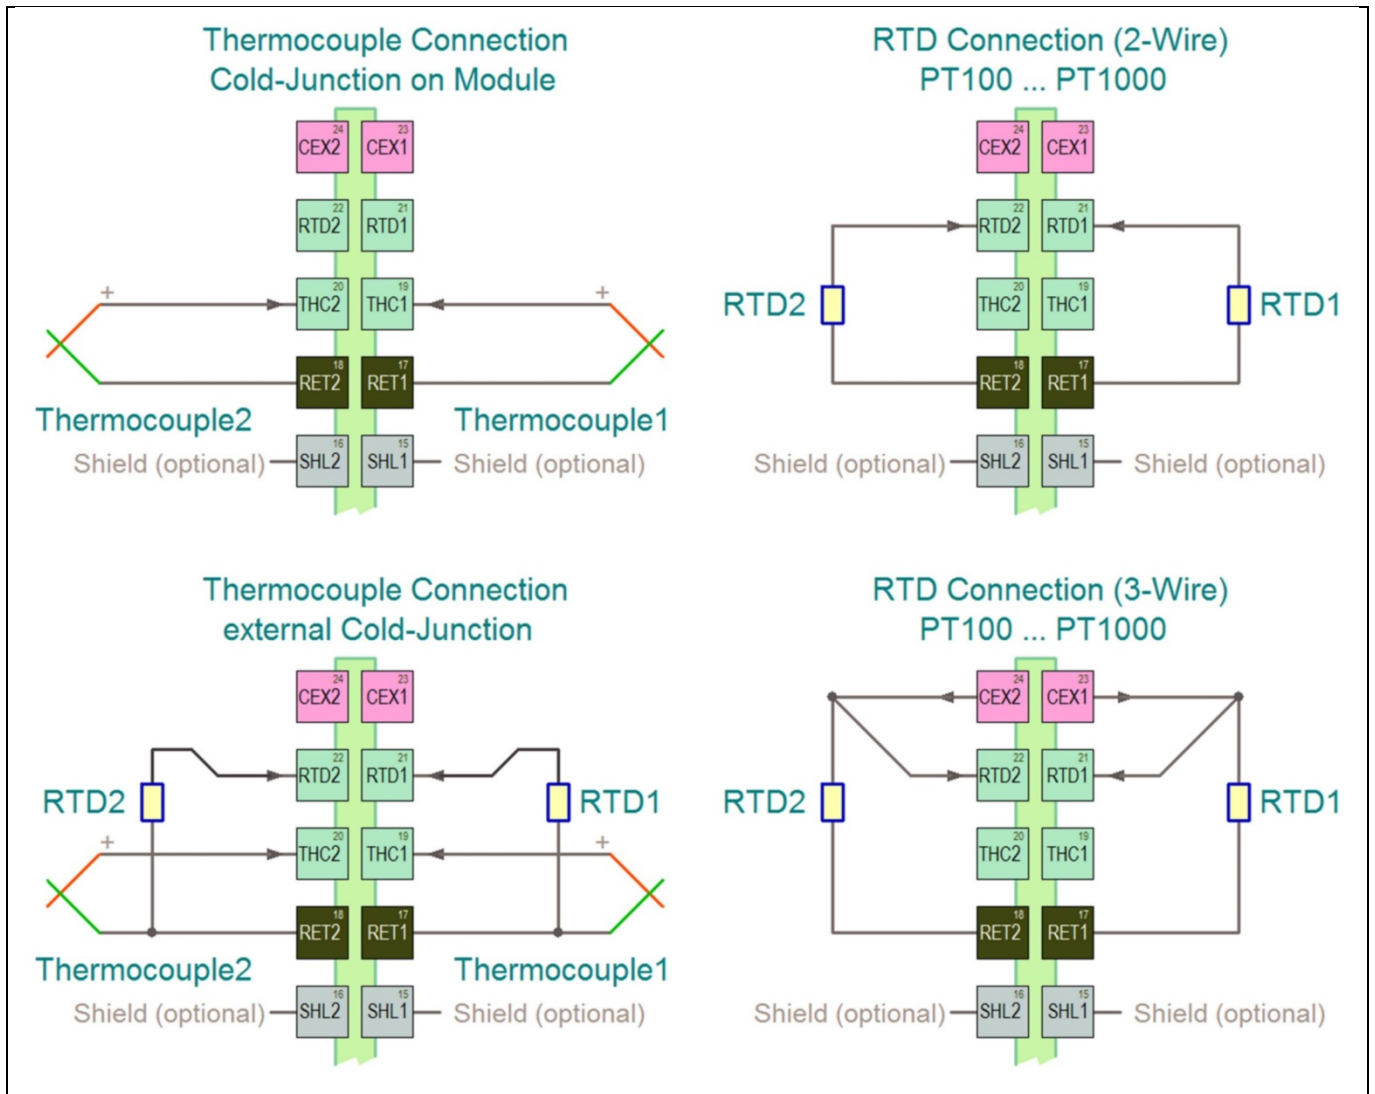 Thermocouple Connection
Cold-Junction on Module
24 23
CEX2 CEX1
22 21
RTD2 RTD1
+ 20 19 +
THC2 THC1
18 17
RET2 RET1
Thermocouple2 Thermocouple1
16 15
Shield (optional) SHL2 SHL1 Shield (optional)
RTD Connection (2-Wire)
PT100 ... PT1000
24 23
CEX2 CEX1
22 21
RTD2 RTD1
20 19
RTD2 THC2 THC1 RTD1
18 17
RET2 RET1
16 15
Shield (optional) SHL2 SHL1 Shield (optional)
Thermocouple Connection
external Cold-Junction
24 23
CEX2 CEX1
22 21
RTD2 RTD1
RTD2 RTD1
+ 20 19 +
THC2 THC1
18 17
RET2 RET1
Thermocouple2 Thermocouple1
16 15
Shield (optional) SHL2 SHL1 Shield (optional)
RTD Connection (3-Wire)
PT100 ... PT1000
24 23
CEX2 CEX1
22 21
RTD2 RTD1
RTD2 RTD1
20 19
THC2 THC1
18 17
RET2 RET1
16 15
Shield (optional) SHL2 SHL1 Shield (optional)